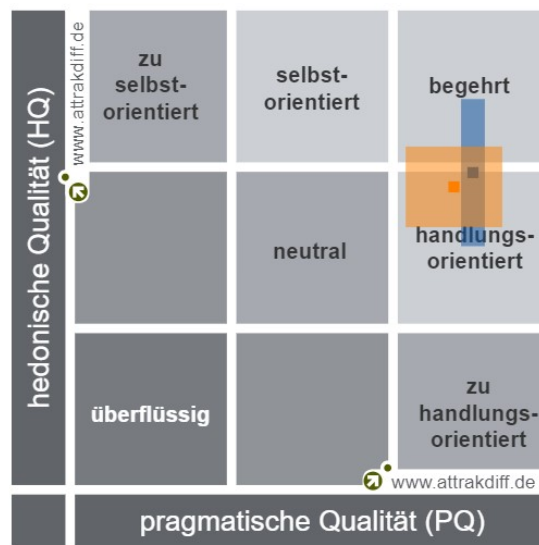 hedonische Qualität (HQ)
www.attrakdiff.de
zu
selbst-
orientiert
selbst-
orientiert
begehrt
neutral
handlungs-
orientiert
überflüssig
zu
handlungs-
orientiert
www.attrakdiff.de
pragmatische Qualität (PQ)